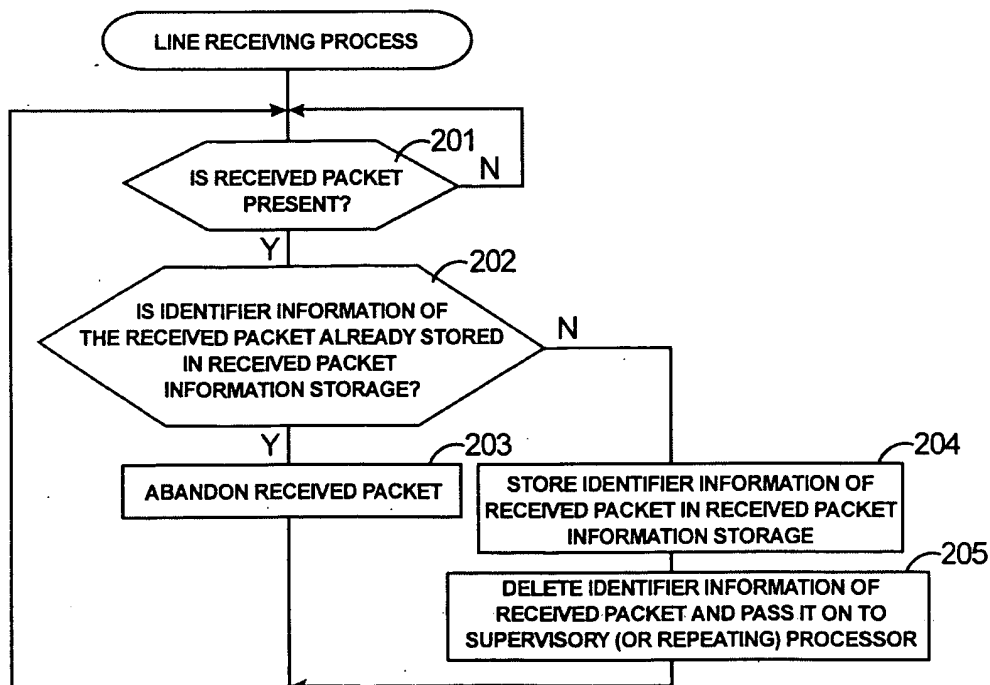 LINE RECEIVING PROCESS
201
IS RECEIVED PACKET
PRESENT?
N
Y
202
IS IDENTIFIER INFORMATION OF
THE RECEIVED PACKET ALREADY STORED
IN RECEIVED PACKET
INFORMATION STORAGE?
N
Y
203
ABANDON RECEIVED PACKET
204
STORE IDENTIFIER INFORMATION OF
RECEIVED PACKET IN RECEIVED PACKET
INFORMATION STORAGE
205
DELETE IDENTIFIER INFORMATION OF
RECEIVED PACKET AND PASS IT ON TO
SUPERVISORY (OR REPEATING) PROCESSOR